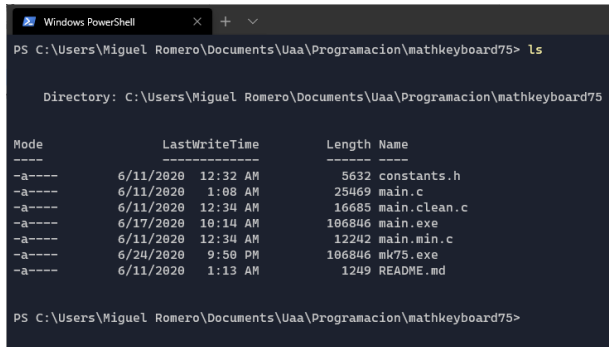 Windows PowerShell
PS C:\Users\Miguel Romero\Documents\Uaa\Programacion\mathkeyboard75> ls
Directory: C:\Users\Miguel Romero\Documents\Uaa\Programacion\mathkeyboard75
Mode                 LastWriteTime         Length Name
----                 -------------         ------ ----
-a----         6/11/2020  12:32 AM           5632 constants.h
-a----         6/11/2020   1:08 AM          25469 main.c
-a----         6/11/2020  12:34 AM          16685 main.clean.c
-a----         6/17/2020  10:14 AM         106846 main.exe
-a----         6/11/2020  12:34 AM          12242 main.min.c
-a----         6/24/2020   9:50 PM         106846 mk75.exe
-a----         6/11/2020   1:13 AM           1249 README.md
PS C:\Users\Miguel Romero\Documents\Uaa\Programacion\mathkeyboard75>